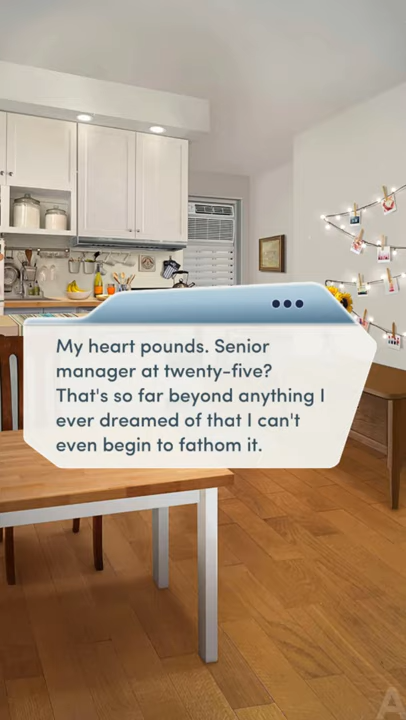 My heart pounds. Senior
manager at twenty-five?
That's so far beyond anything I
ever dreamed of that I can't
even begin to fathom it.
A